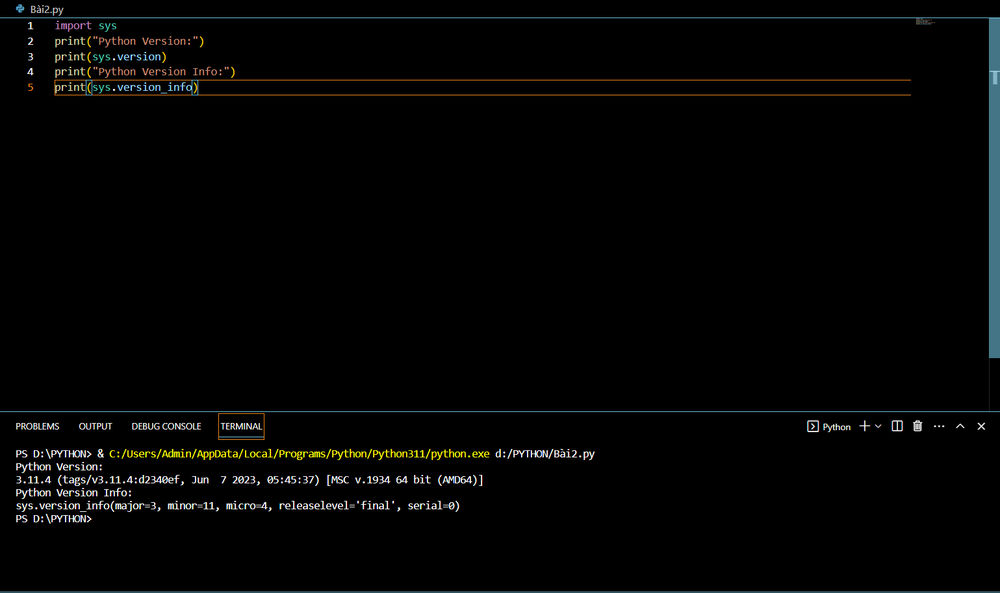 Bài2.py
1 import sys
2 print("Python Version:")
3 print(sys.version)
4 print("Python Version Info:")
5 print(sys.version_info)
PROBLEMS OUTPUT DEBUG CONSOLE TERMINAL Python
PS D:\PYTHON> & C:/Users/Admin/AppData/Local/Programs/Python/Python311/python.exe d:/PYTHON/Bài2.py
Python Version:
3.11.4 (tags/v3.11.4:d2340ef, Jun  7 2023, 05:45:37) [MSC v.1934 64 bit (AMD64)]
Python Version Info:
sys.version_info(major=3, minor=11, micro=4, releaselevel='final', serial=0)
PS D:\PYTHON>